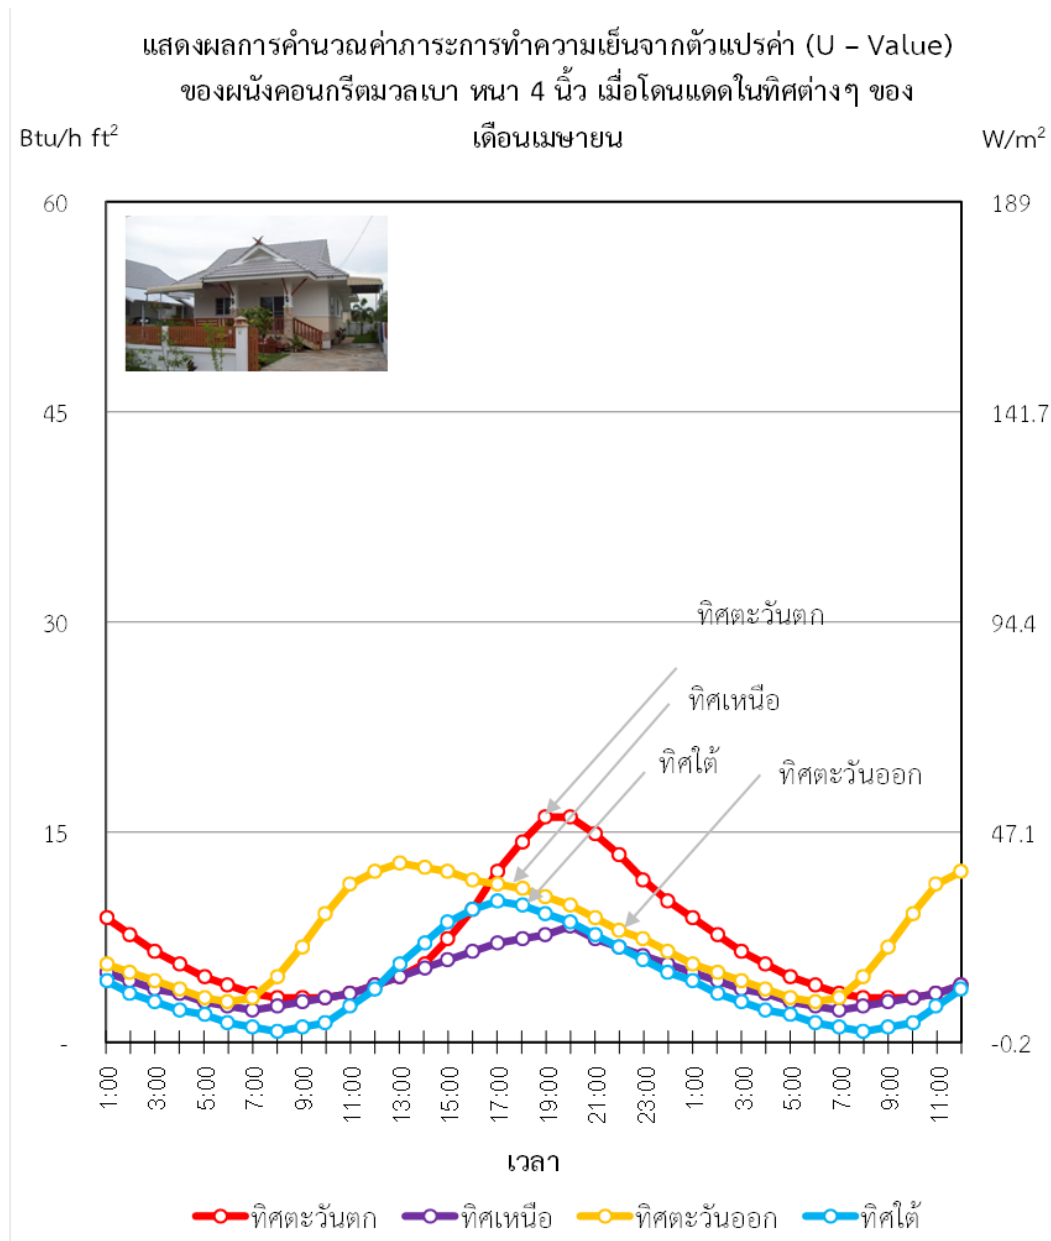 แสดงผลการคำนวณค่าภาระการทำความเย็นจากตัวแปรค่า (U – Value)
ของผนังคอนกรีตมวลเบา หนา 4 นิ้ว เมื่อโดนแดดในทิศต่างๆ ของ
เดือนเมษายน
Btu/h ft²
W/m²
60
189
45
141.7
30
94.4
15
47.1
-
-0.2
ทิศตะวันตก
ทิศเหนือ
ทิศใต้
ทิศตะวันออก
1:00 3:00 5:00 7:00 9:00 11:00 13:00 15:00 17:00 19:00 21:00 23:00 1:00 3:00 5:00 7:00 9:00 11:00
เวลา
ทิศตะวันตก ทิศเหนือ ทิศตะวันออก ทิศใต้